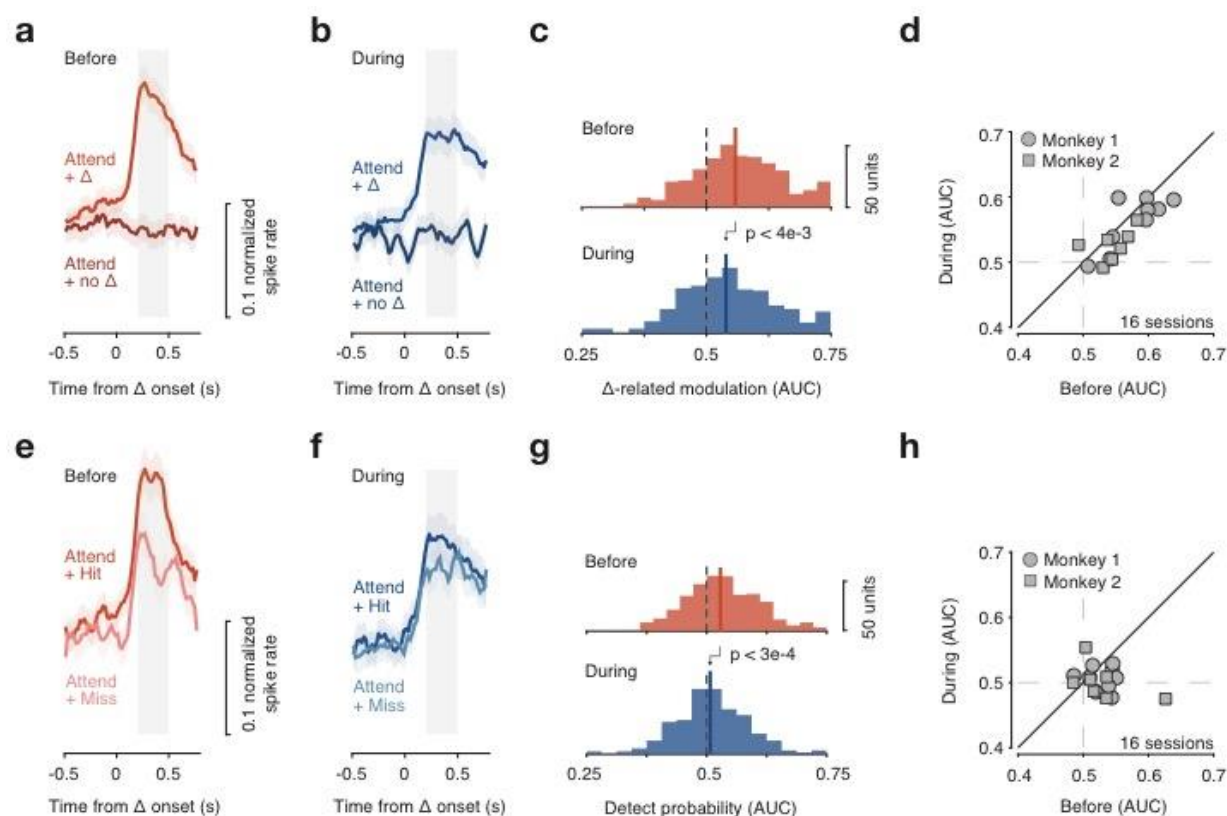 a
Before
Attend
+ Δ
Attend
+ no Δ
0.1 normalized
spike rate
-0.5
0
0.5
Time from Δ onset (s)
b
During
Attend
+ Δ
Attend
+ no Δ
-0.5
0
0.5
Time from Δ onset (s)
c
Before
50 units
p < 4e-3
During
0.25
0.5
0.75
Δ-related modulation (AUC)
d
0.7
0.6
0.5
0.4
During (AUC)
Monkey 1
Monkey 2
16 sessions
0.4
0.5
0.6
0.7
Before (AUC)
e
Before
Attend
+ Hit
Attend
+ Miss
0.1 normalized
spike rate
-0.5
0
0.5
Time from Δ onset (s)
f
During
Attend
+ Hit
Attend
+ Miss
-0.5
0
0.5
Time from Δ onset (s)
g
Before
50 units
p < 3e-4
During
0.25
0.5
0.75
Detect probability (AUC)
h
0.7
0.6
0.5
0.4
During (AUC)
Monkey 1
Monkey 2
16 sessions
0.4
0.5
0.6
0.7
Before (AUC)